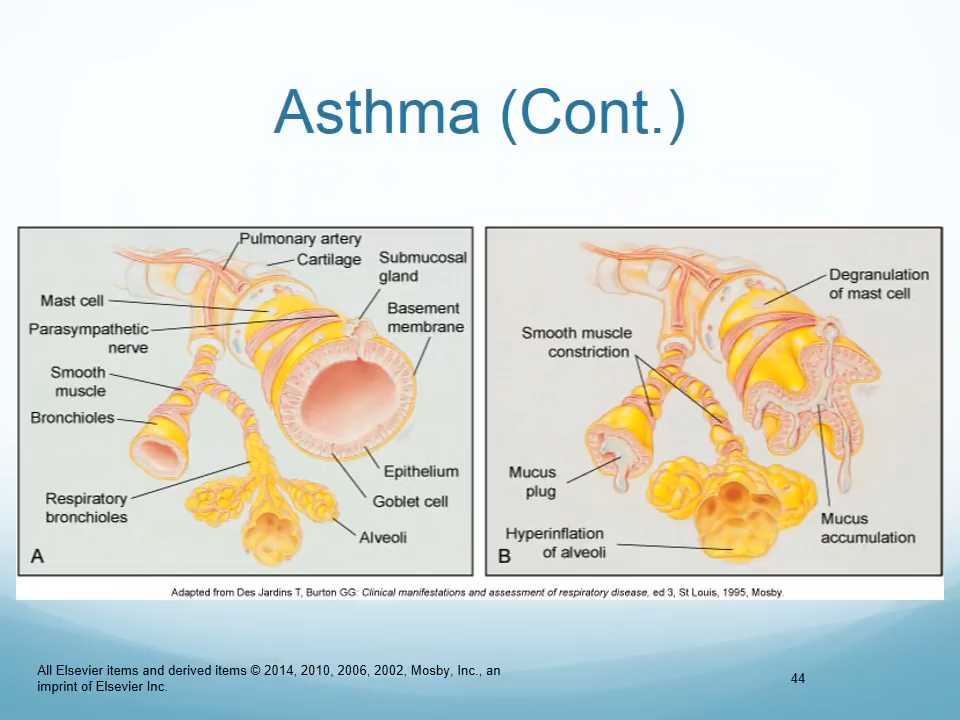 Asthma (Cont.)
Pulmonary artery
Cartilage
Submucosal
gland
Mast cell
Basement
membrane
Parasympathetic
nerve
Smooth
muscle
Bronchioles
Epithelium
Respiratory
bronchioles
Goblet cell
Alveoli
A
Degranulation
of mast cell
Smooth muscle
constriction
Mucus
plug
Mucus
accumulation
Hyperinflation
of alveoli
B
Adapted from Des Jardins T, Burton GG: Clinical manifestations and assessment of respiratory disease, ed 3, St Louis, 1995, Mosby.
All Elsevier items and derived items © 2014, 2010, 2006, 2002, Mosby, Inc., an
imprint of Elsevier Inc.
44